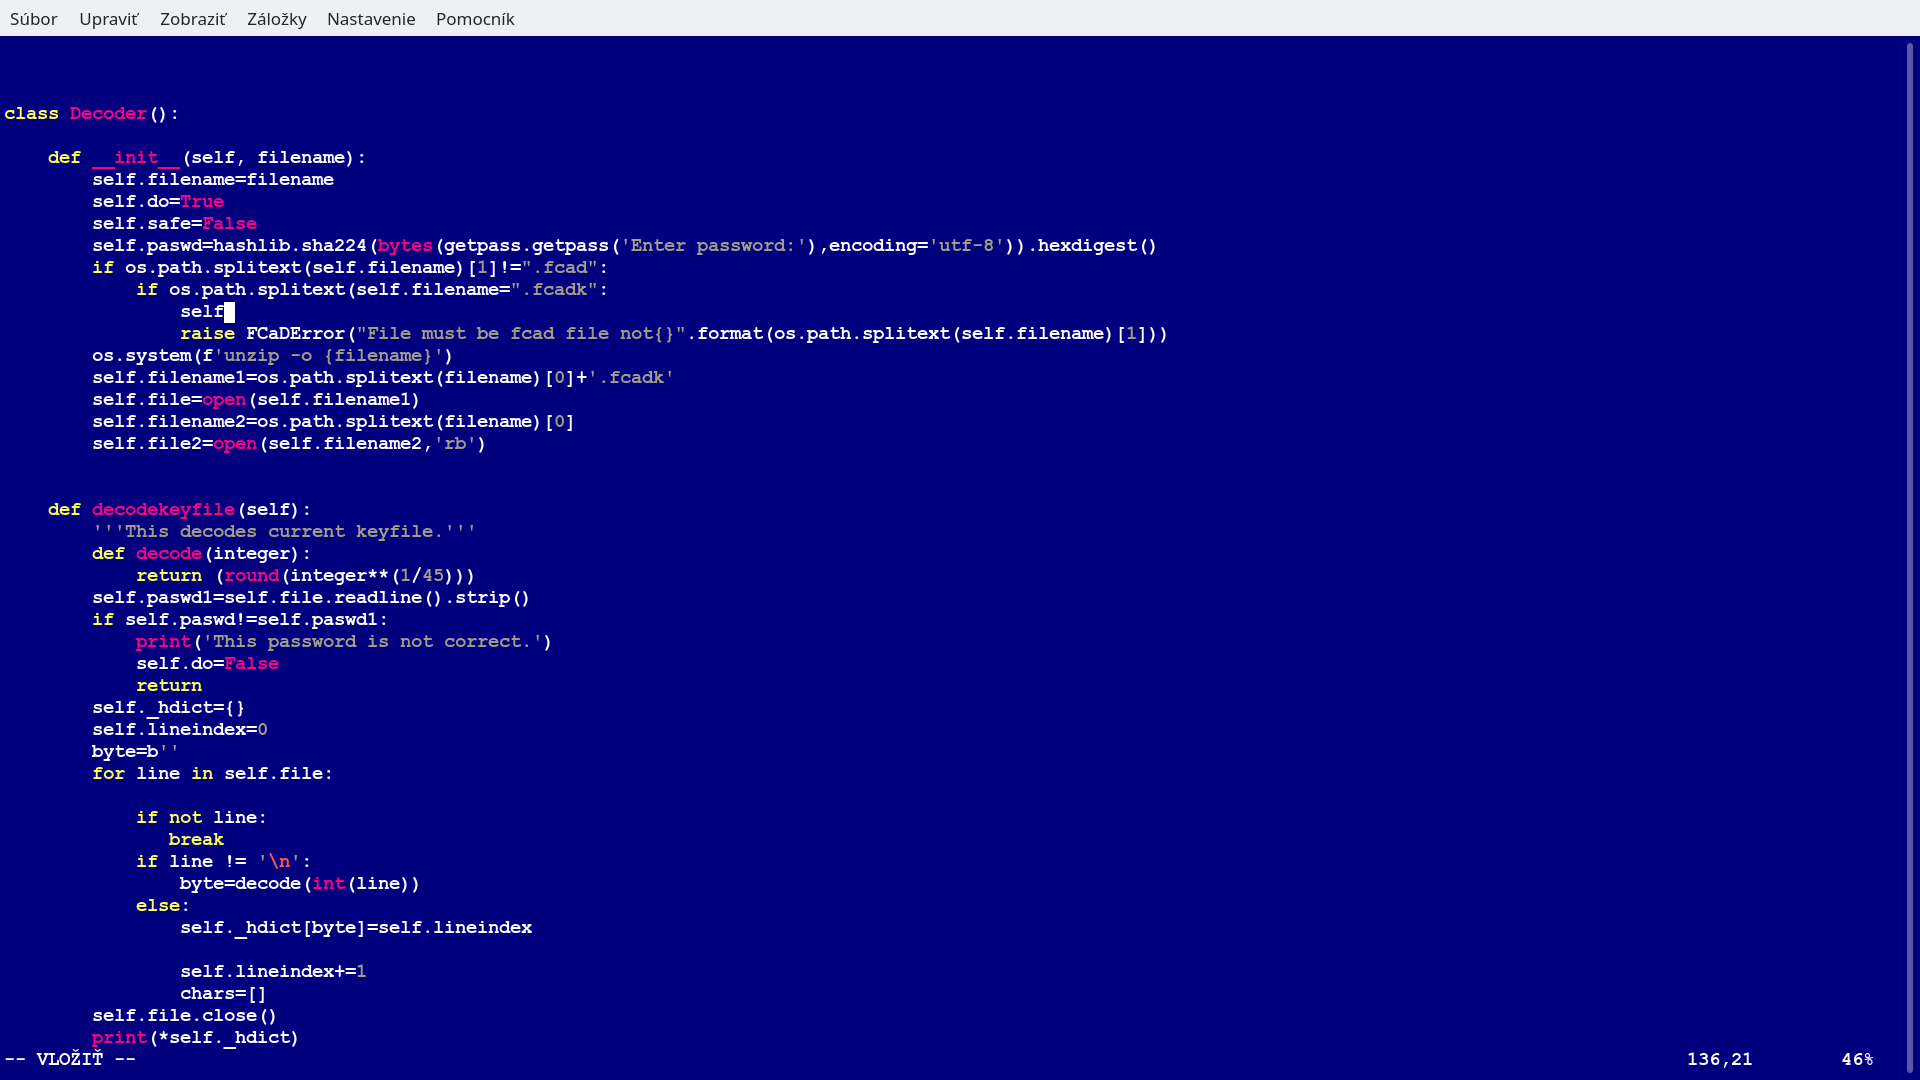 Súbor Upraviť Zobraziť Záložky Nastavenie Pomocník
class Decoder():
    def __init__(self, filename):
        self.filename=filename
        self.do=True
        self.safe=False
        self.paswd=hashlib.sha224(bytes(getpass.getpass('Enter password:'),encoding='utf-8')).hexdigest()
        if os.path.splitext(self.filename)[1]!=".fcad":
            if os.path.splitext(self.filename=".fcadk":
                self
                raise FCaDError("File must be fcad file not{}".format(os.path.splitext(self.filename)[1]))
        os.system(f'unzip -o {filename}')
        self.filename1=os.path.splitext(filename)[0]+'.fcadk'
        self.file=open(self.filename1)
        self.filename2=os.path.splitext(filename)[0]
        self.file2=open(self.filename2,'rb')
    def decodekeyfile(self):
        '''This decodes current keyfile.'''
        def decode(integer):
            return (round(integer**(1/45)))
        self.paswd1=self.file.readline().strip()
        if self.paswd!=self.paswd1:
            print('This password is not correct.')
            self.do=False
            return
        self._hdict={}
        self.lineindex=0
        byte=b''
        for line in self.file:
            if not line:
               break
            if line != '\n':
                byte=decode(int(line))
            else:
                self._hdict[byte]=self.lineindex
                self.lineindex+=1
                chars=[]
        self.file.close()
        print(*self._hdict)
-- VLOŽIŤ -- 136,21 46%